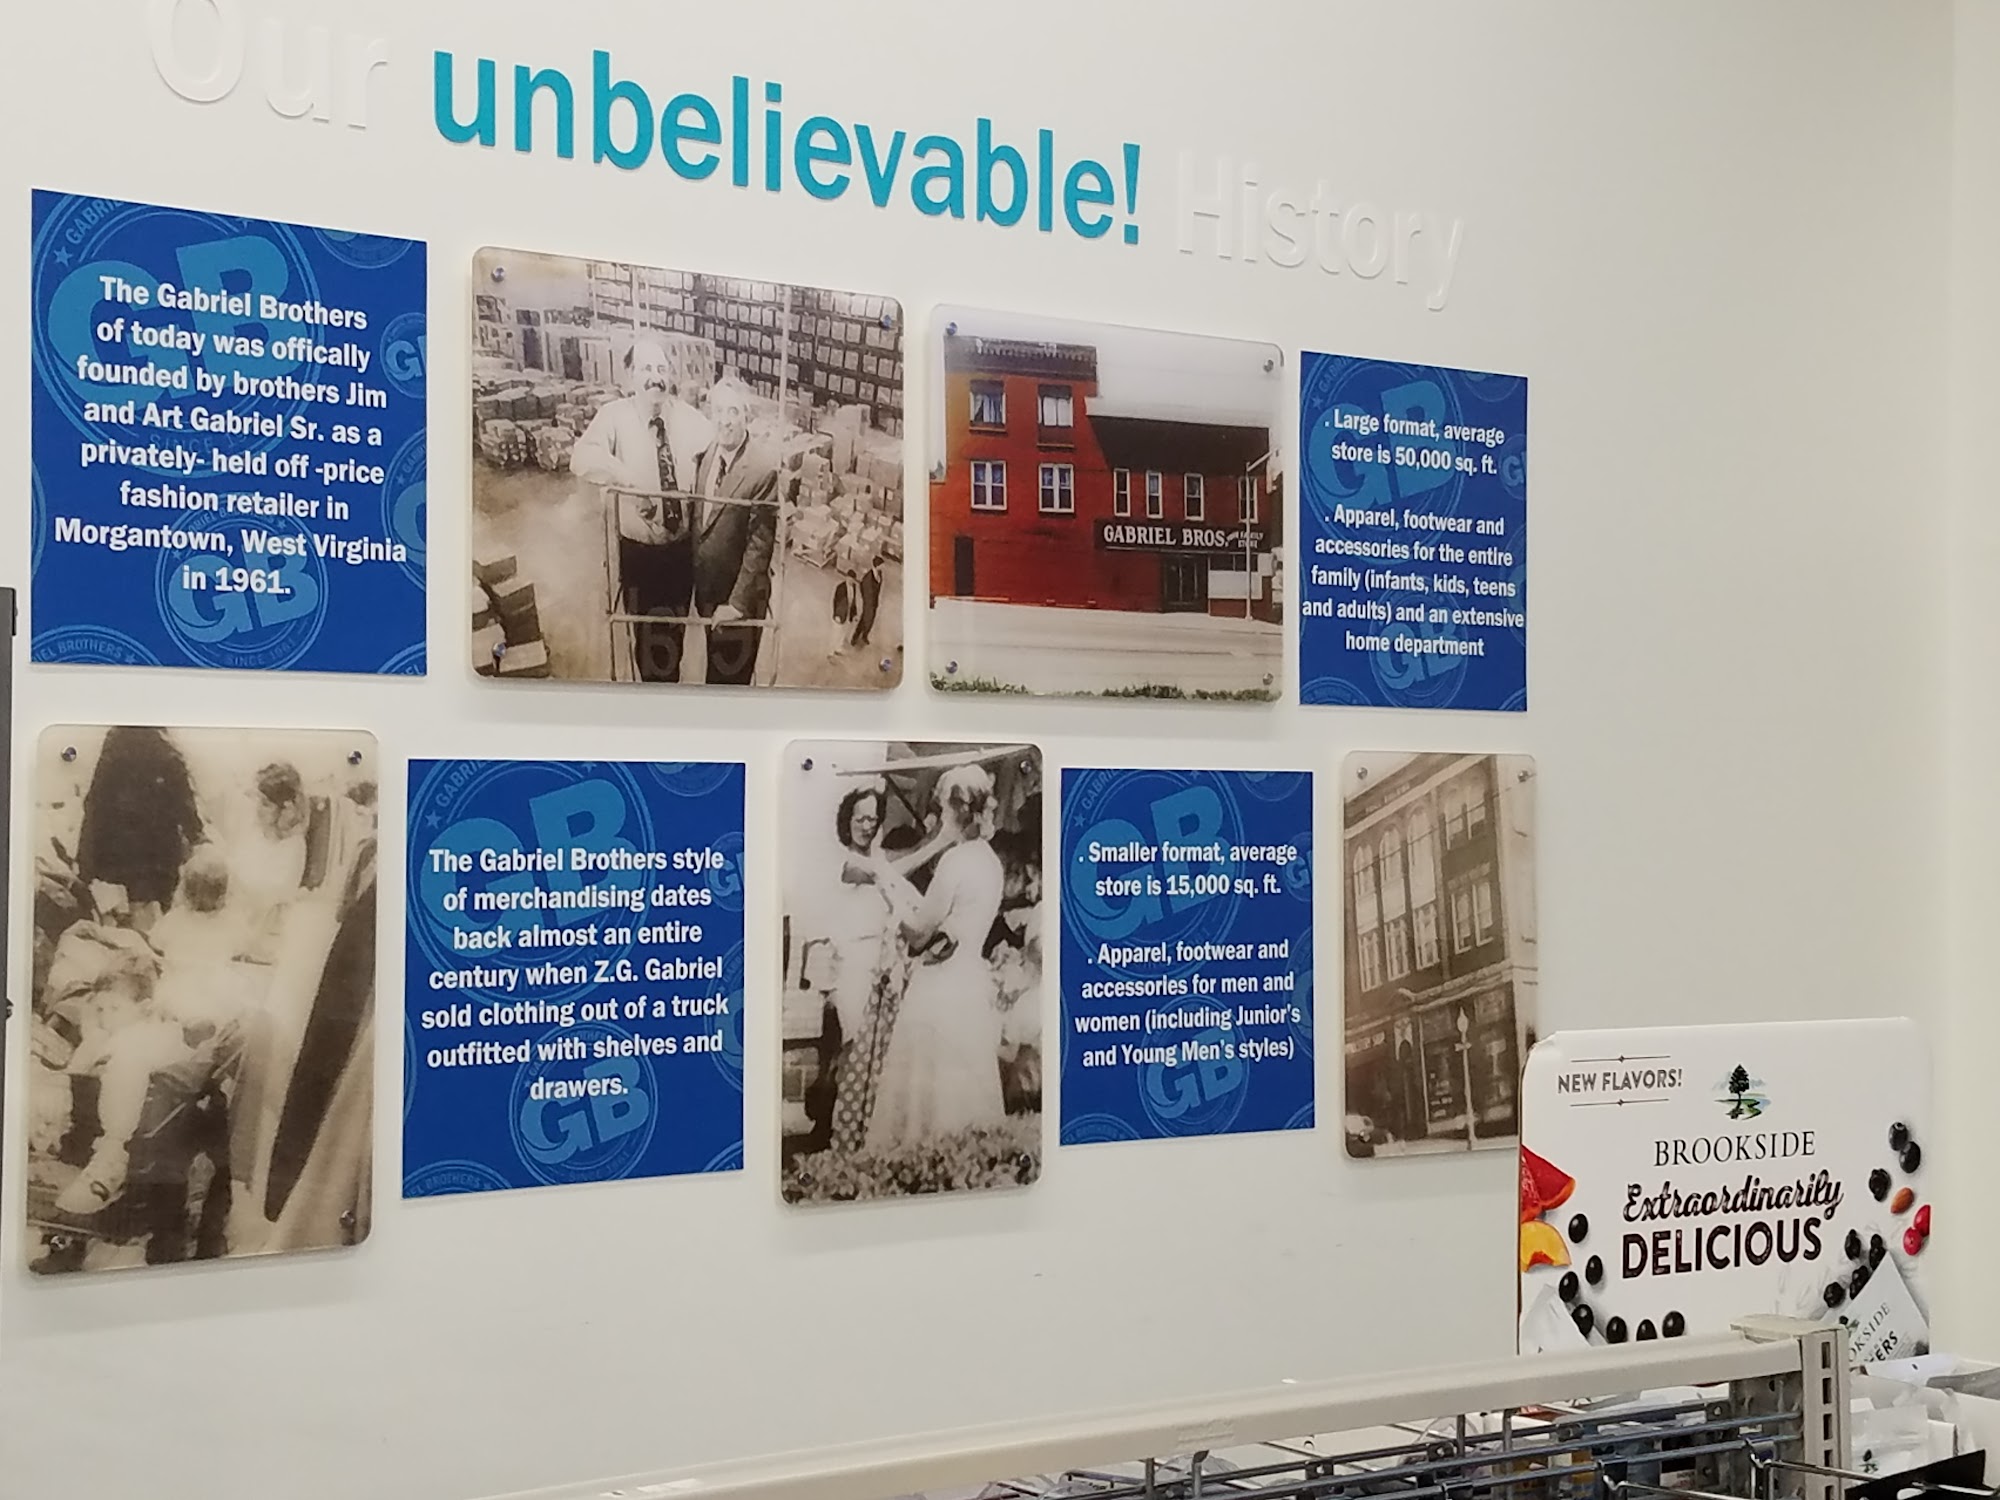 Our unbelievable! History
The Gabriel Brothers
of today was offically
founded by brothers Jim
and Art Gabriel Sr. as a
privately- held off -price
fashion retailer in
Morgantown, West Virginia
in 1961.
GABRIEL BROS.
. Large format, average
store is 50,000 sq. ft.
. Apparel, footwear and
accessories for the entire
family (infants, kids, teens
and adults) and an extensive
home department
The Gabriel Brothers style
of merchandising dates
back almost an entire
century when Z.G. Gabriel
sold clothing out of a truck
outfitted with shelves and
drawers.
. Smaller format, average
store is 15,000 sq. ft.
. Apparel, footwear and
accessories for men and
women (including Junior's
and Young Men's styles)
NEW FLAVORS!
BROOKSIDE
Extraordinarily
DELICIOUS